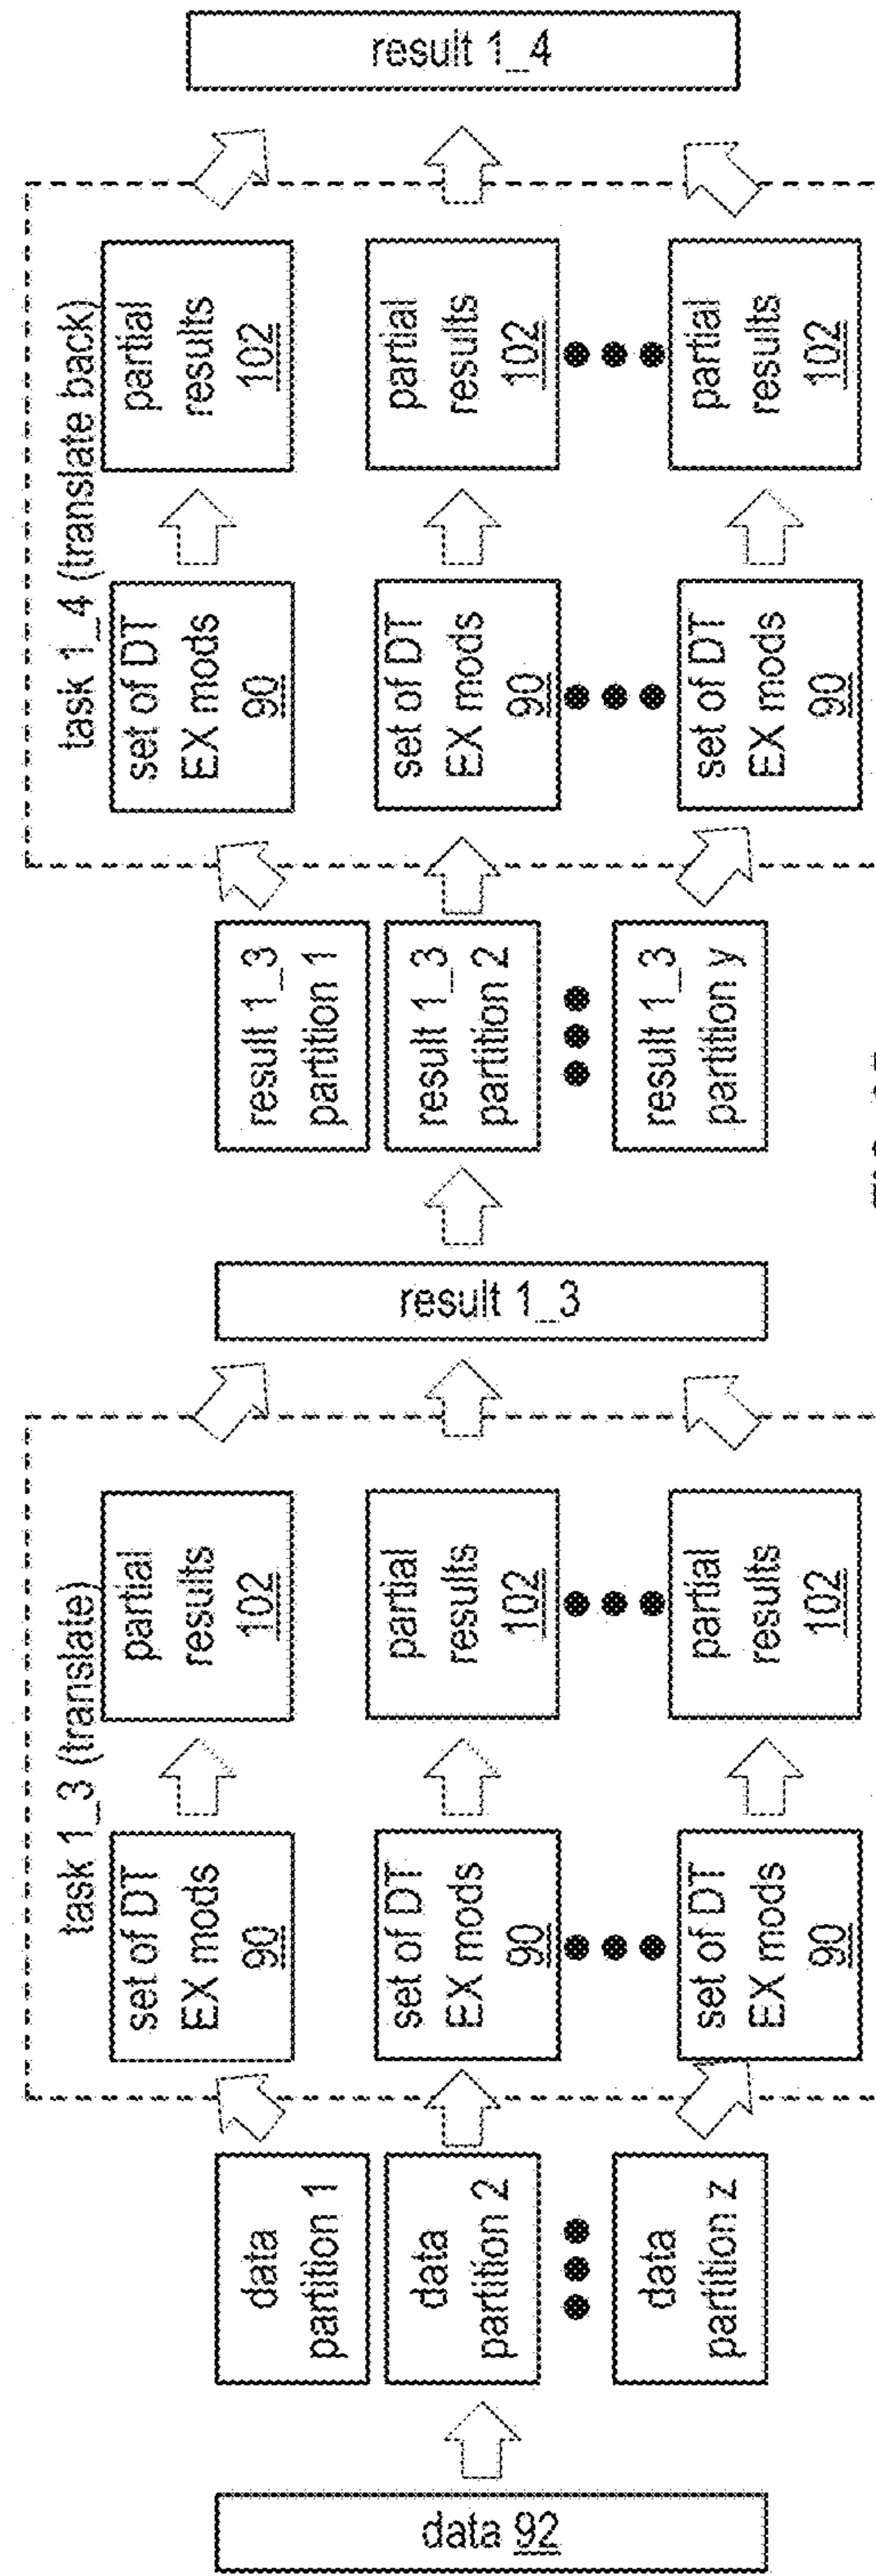 data 92
data
partition 1
data
partition 2
data
partition z
task 1_3 (translate)
set of DT
EX mods
90
partial
results
102
set of DT
EX mods
90
partial
results
102
set of DT
EX mods
90
partial
results
102
result 1_3
result 1_3
partition 1
result 1_3
partition 2
result 1_3
partition y
task 1_4 (translate back)
set of DT
EX mods
90
partial
results
102
set of DT
EX mods
90
partial
results
102
set of DT
EX mods
90
partial
results
102
result 1_4